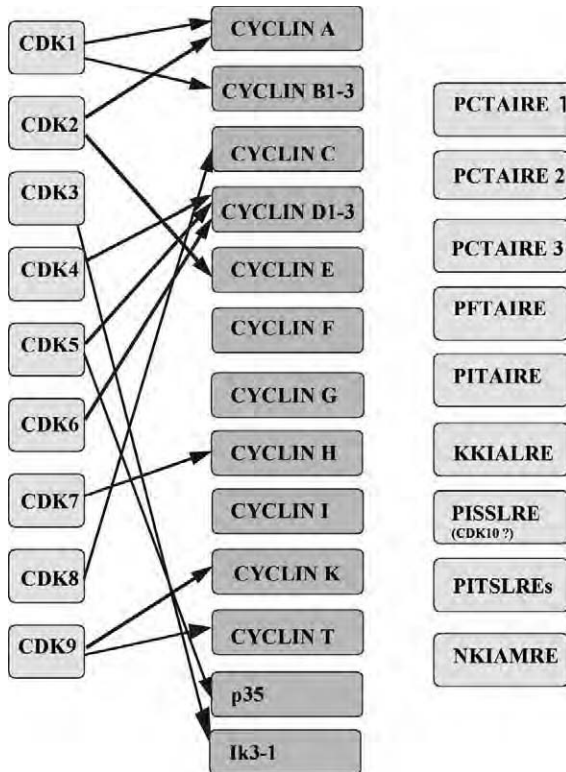 CDK1
CDK2
CDK3
CDK4
CDK5
CDK6
CDK7
CDK8
CDK9
CYCLIN A
CYCLIN B1-3
CYCLIN C
CYCLIN D1-3
CYCLIN E
CYCLIN F
CYCLIN G
CYCLIN H
CYCLIN I
CYCLIN K
CYCLIN T
p35
Ik3-1
PCTAIRE 1
PCTAIRE 2
PCTAIRE 3
PFTAIRE
PITAIRE
KKIALRE
PISSLRE
(CDK10 ?)
PITSLREs
NKIAMRE